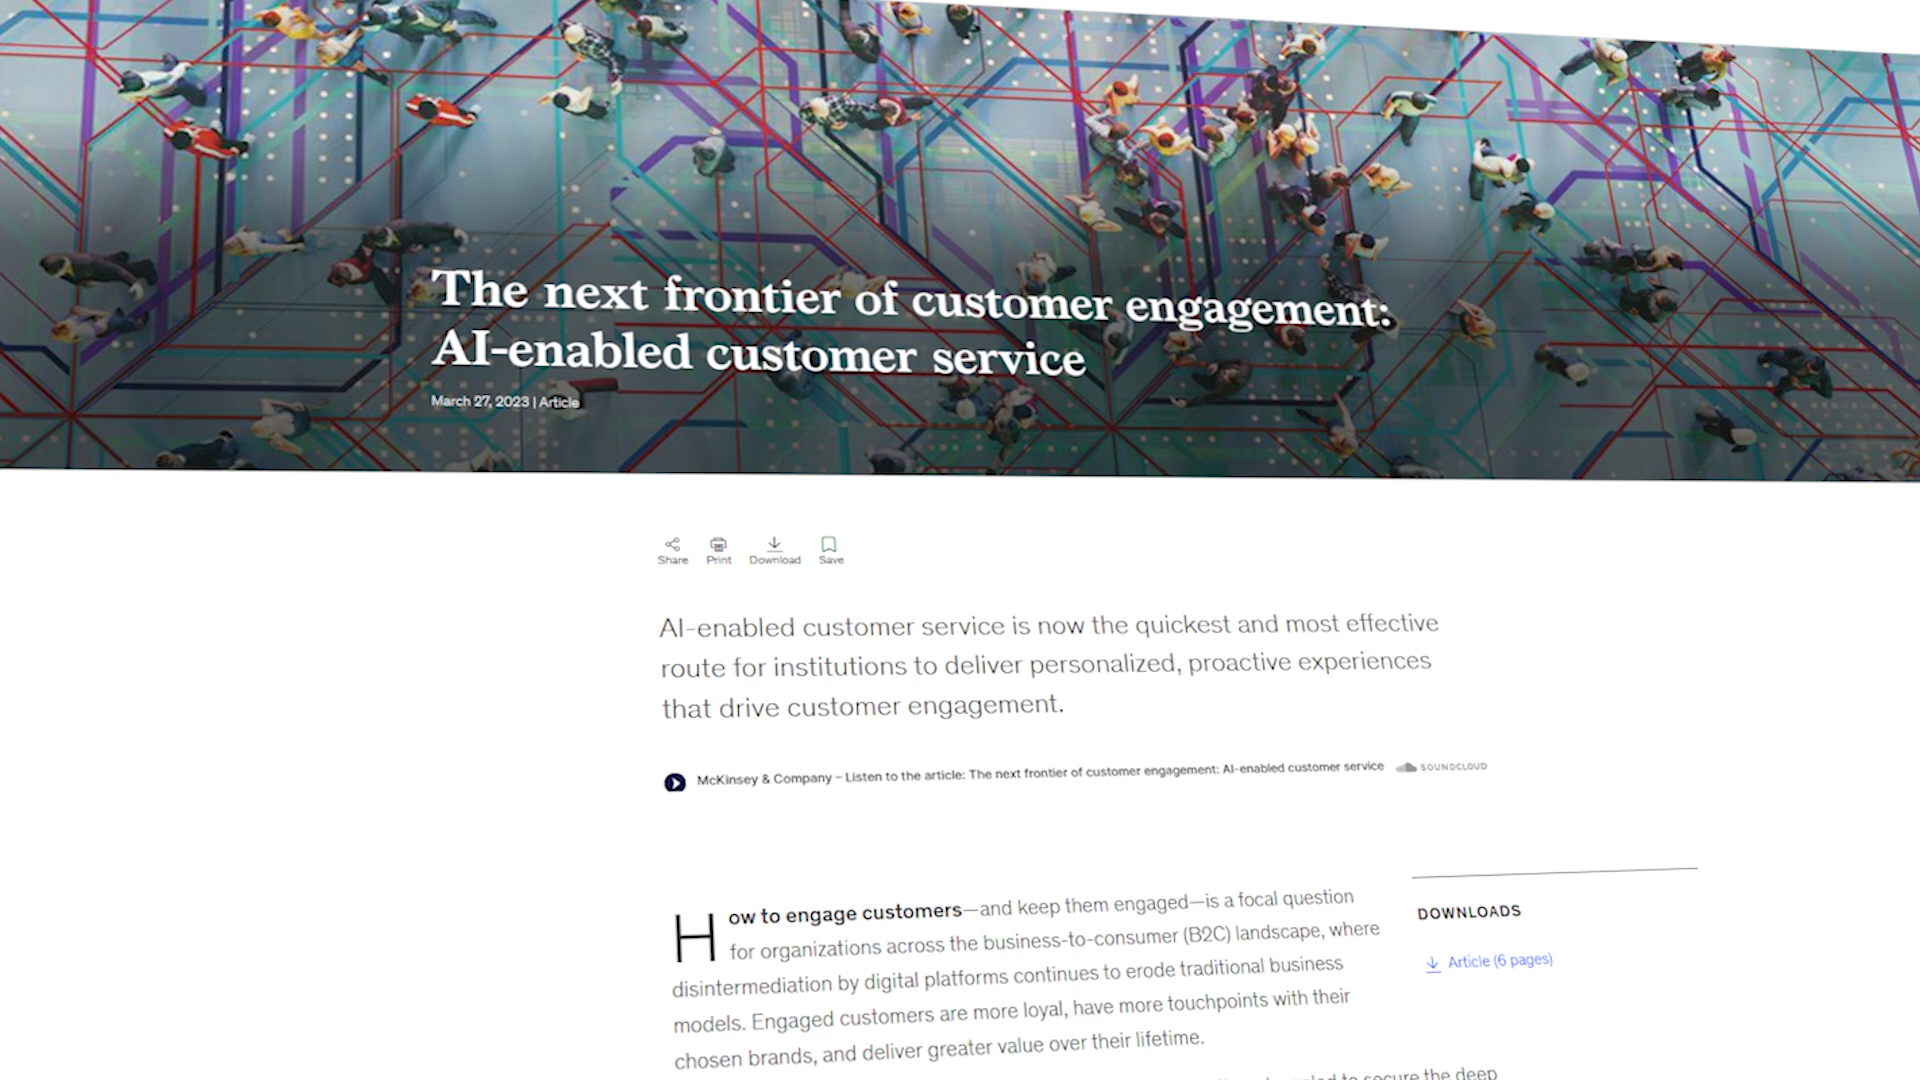 The next frontier of customer engagement:
AI-enabled customer service
March 27, 2023 | Article
Share Print Download Save
AI-enabled customer service is now the quickest and most effective
route for institutions to deliver personalized, proactive experiences
that drive customer engagement.
McKinsey & Company – Listen to the article: The next frontier of customer engagement: AI-enabled customer service SOUNDCLOUD
How to engage customers—and keep them engaged—is a focal question
for organizations across the business-to-consumer (B2C) landscape, where
disintermediation by digital platforms continues to erode traditional business
models. Engaged customers are more loyal, have more touchpoints with their
chosen brands, and deliver greater value over their lifetime.
DOWNLOADS
Article (6 pages)
to secure the deep